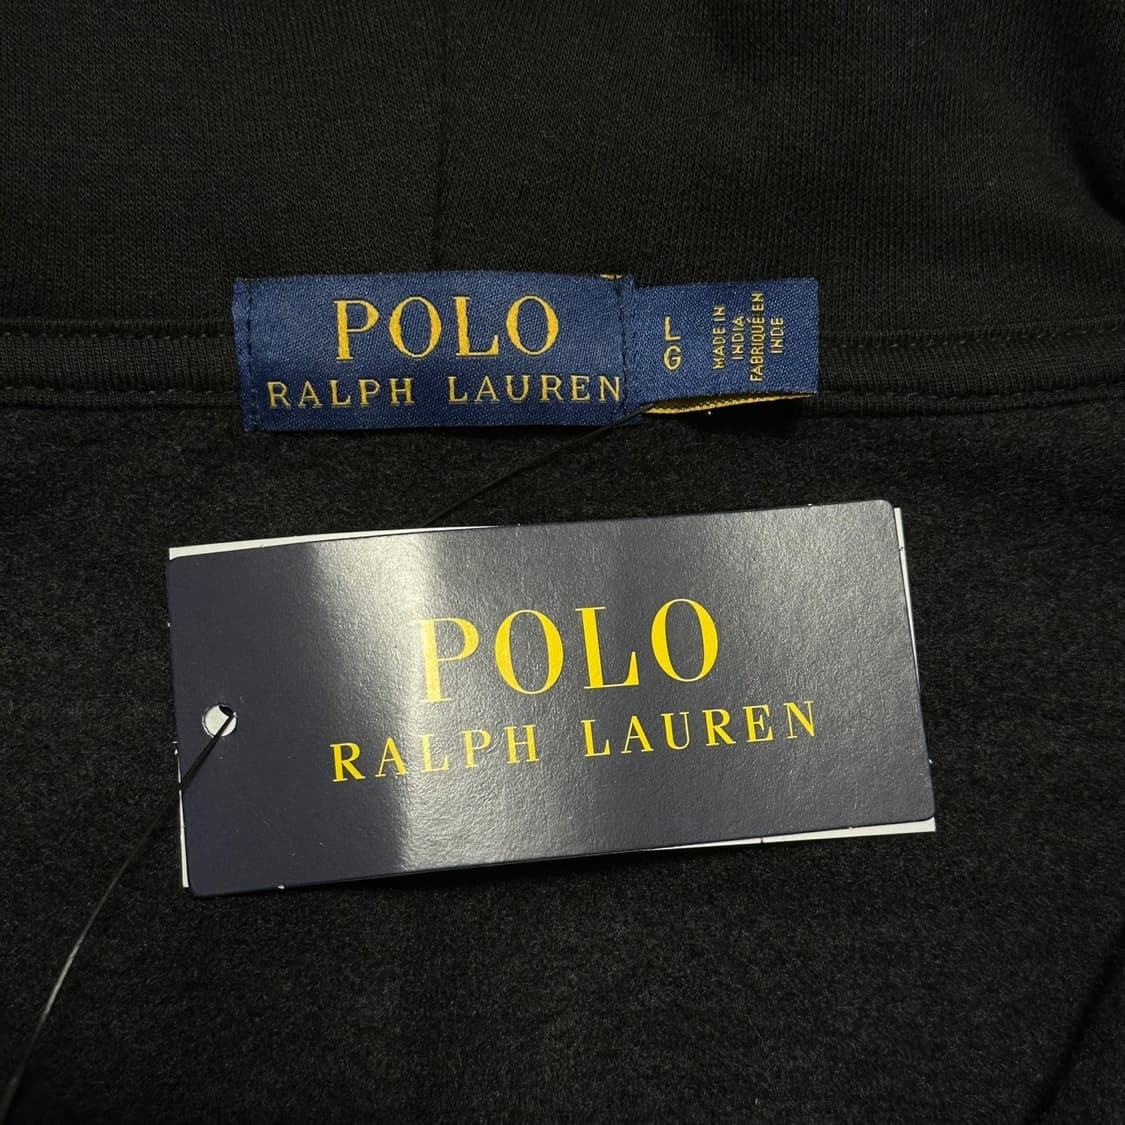 POLO
RALPH LAUREN
L
G
MADE IN
INDIA
FABRIQUÉ EN
INDE
POLO
RALPH LAUREN